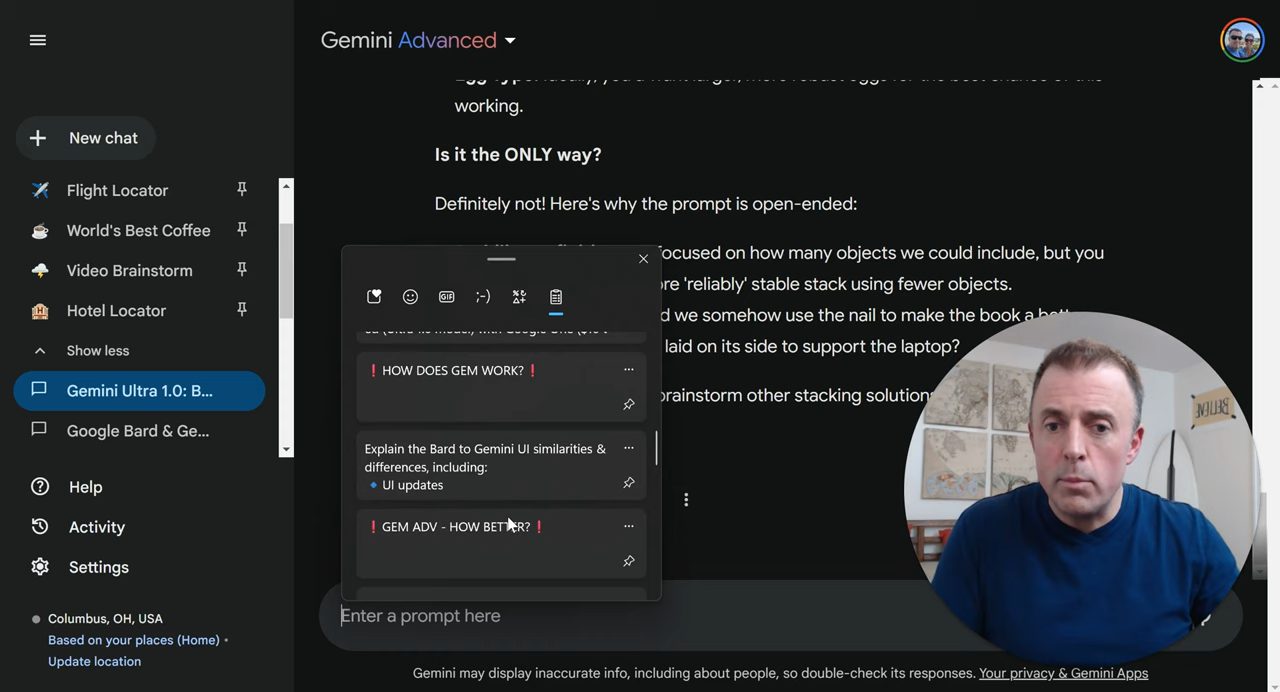 Gemini Advanced
New chat
Flight Locator
World's Best Coffee
Video Brainstorm
Hotel Locator
Show less
Gemini Ultra 1.0: B...
Google Bard & Ge...
Help
Activity
Settings
Columbus, OH, USA
Based on your places (Home) •
Update location
working.
Is it the ONLY way?
Definitely not! Here's why the prompt is open-ended:
focused on how many objects we could include, but you
're 'reliably' stable stack using fewer objects.
d we somehow use the nail to make the book a
laid on its side to support the laptop?
brainstorm other stacking solutions
GIF
;-)
❗ HOW DOES GEM WORK? ❗
Explain the Bard to Gemini UI similarities &
differences, including:
🔹 UI updates
❗ GEM ADV - HOW BETTER? ❗
Enter a prompt here
Gemini may display inaccurate info, including about people, so double-check its responses. Your privacy & Gemini Apps
BELIEVE